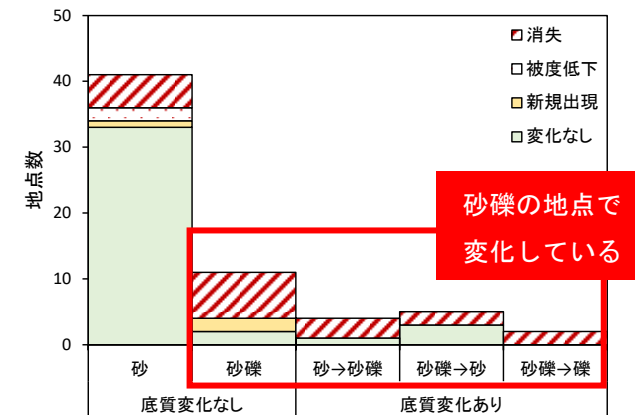 50
40
30
20
10
0
地点数
消失
被度低下
新規出現
変化なし
砂礫の地点で
変化している
砂
砂礫
砂→砂礫
砂礫→砂
砂礫→礫
底質変化なし
底質変化あり